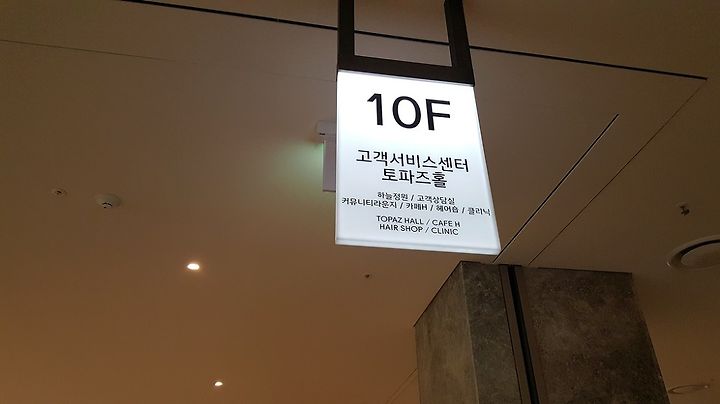 10F
고객서비스센터
토파즈홀
하늘정원 / 고객상담실
커뮤니티라운지 / 카페H / 헤어숍 / 클리닉
TOPAZ HALL / CAFE H
HAIR SHOP / CLINIC